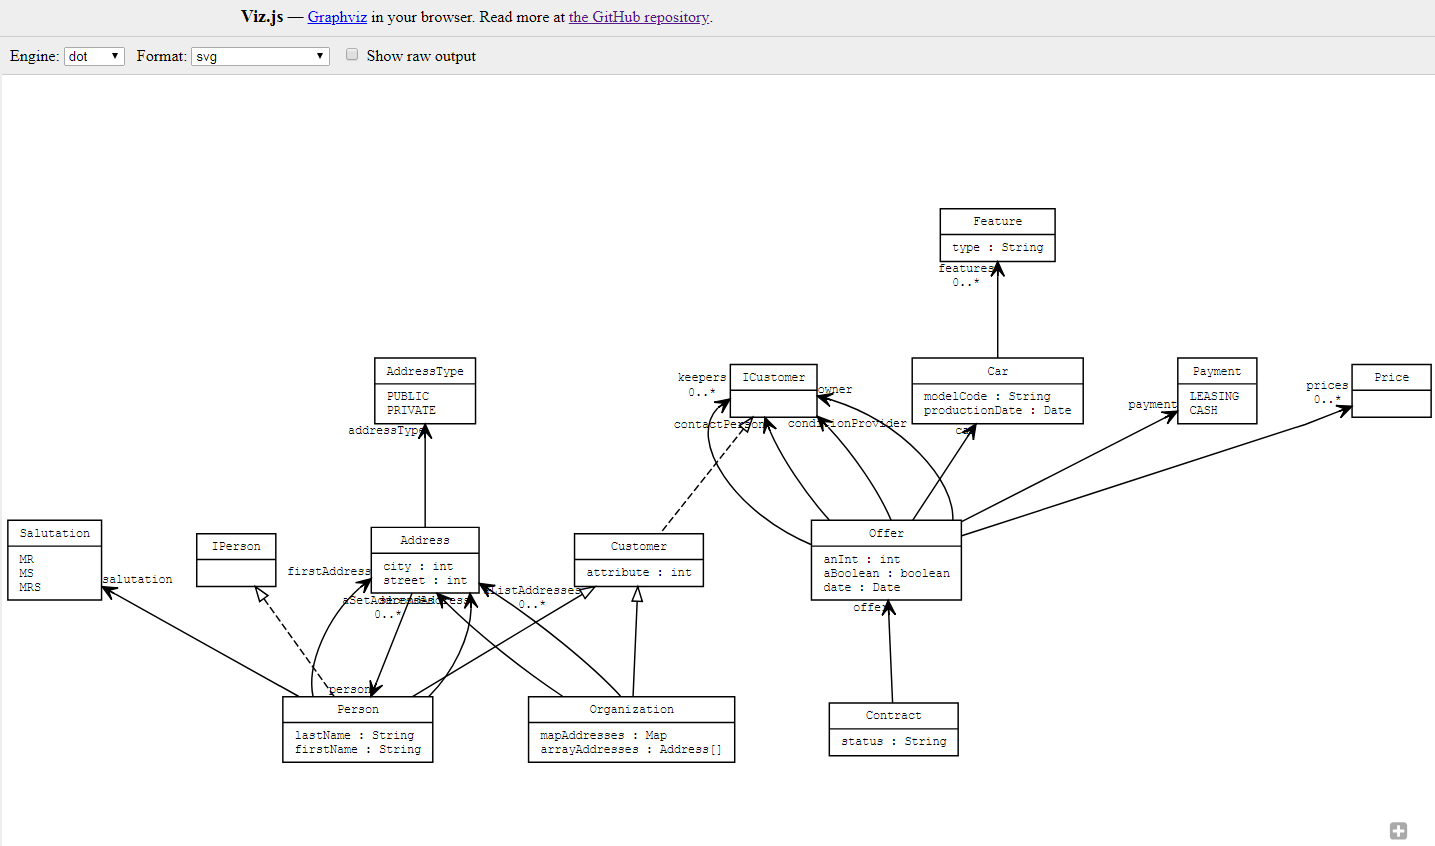 Viz.js — Graphviz in your browser. Read more at the GitHub repository.
Engine: dot Format: svg Show raw output
Feature
type : String
features
0..*
AddressType
PUBLIC
PRIVATE
addressType
keepers
0..*
ICustomer
owner
contactPerson
conditionProvider
Car
modelCode : String
productionDate : Date
car
Payment
LEASING
CASH
payment
Price
prices
0..*
Salutation
MR
MS
MRS
salutation
IPerson
Address
city : int
street : int
firstAddress
0..*
Customer
attribute : int
listAddresses
0..*
Offer
anInt : int
aBoolean : boolean
date : Date
offer
person
Person
lastName : String
firstName : String
Organization
mapAddresses : Map
arrayAddresses : Address[]
Contract
status : String